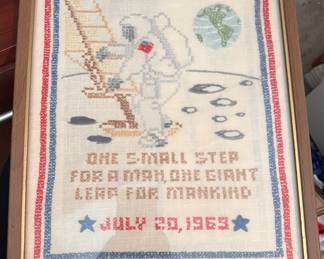 ONE SMALL STEP
FOR A MAN, ONE GIANT
LEAP FOR MANKIND
JULY 20, 1969